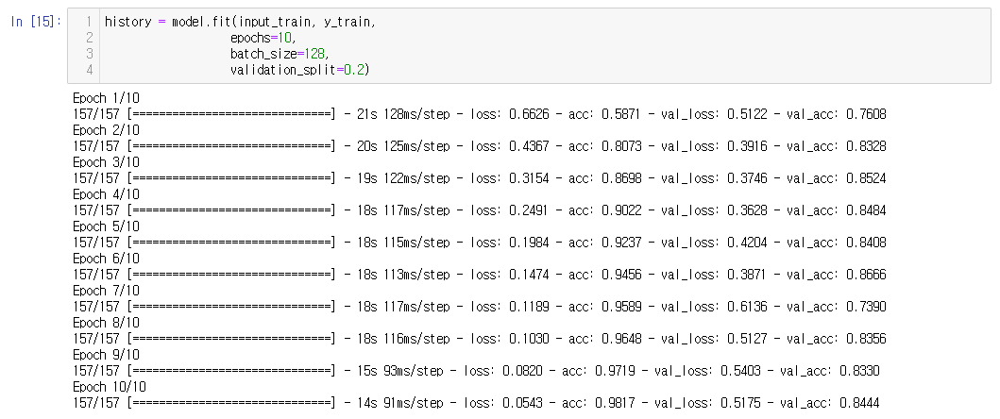 In [15]:
1 history = model.fit(input_train, y_train,
2 epochs=10,
3 batch_size=128,
4 validation_split=0.2)
Epoch 1/10
157/157 [==============================] - 21s 128ms/step - loss: 0.6626 - acc: 0.5871 - val_loss: 0.5122 - val_acc: 0.7608
Epoch 2/10
157/157 [==============================] - 20s 125ms/step - loss: 0.4367 - acc: 0.8073 - val_loss: 0.3916 - val_acc: 0.8328
Epoch 3/10
157/157 [==============================] - 19s 122ms/step - loss: 0.3154 - acc: 0.8698 - val_loss: 0.3746 - val_acc: 0.8524
Epoch 4/10
157/157 [==============================] - 18s 117ms/step - loss: 0.2491 - acc: 0.9022 - val_loss: 0.3628 - val_acc: 0.8484
Epoch 5/10
157/157 [==============================] - 18s 115ms/step - loss: 0.1984 - acc: 0.9237 - val_loss: 0.4204 - val_acc: 0.8408
Epoch 6/10
157/157 [==============================] - 18s 113ms/step - loss: 0.1474 - acc: 0.9456 - val_loss: 0.3871 - val_acc: 0.8666
Epoch 7/10
157/157 [==============================] - 18s 117ms/step - loss: 0.1189 - acc: 0.9589 - val_loss: 0.6136 - val_acc: 0.7390
Epoch 8/10
157/157 [==============================] - 18s 116ms/step - loss: 0.1030 - acc: 0.9648 - val_loss: 0.5127 - val_acc: 0.8356
Epoch 9/10
157/157 [==============================] - 15s 93ms/step - loss: 0.0820 - acc: 0.9719 - val_loss: 0.5403 - val_acc: 0.8330
Epoch 10/10
157/157 [==============================] - 14s 91ms/step - loss: 0.0543 - acc: 0.9817 - val_loss: 0.5175 - val_acc: 0.8444